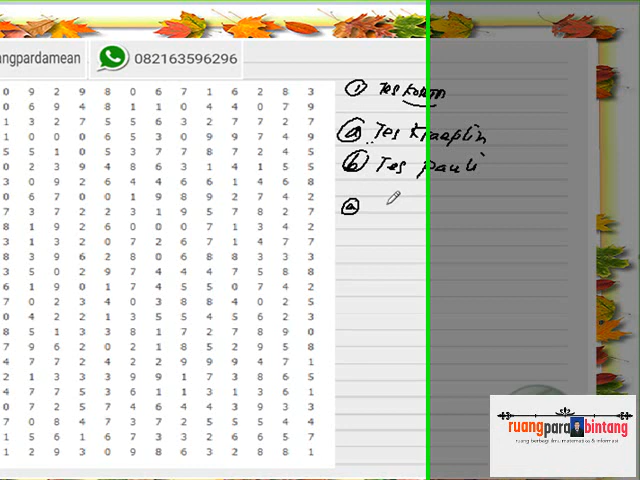 angpardamean
082163596296
0 9 2 9 8 0 6 7 1 6 2 8 3
0 6 9 4 8 1 1 0 4 4 0 7 9
1 3 2 7 5 5 6 3 2 7 7 2 7
1 0 0 0 6 5 3 0 9 9 7 4 9
5 5 1 0 5 3 7 7 8 7 2 4 5
0 2 3 9 4 8 6 3 1 4 1 5 5
3 0 9 2 6 4 4 6 6 1 4 6 8
0 6 7 0 0 1 9 8 9 2 7 4 2
7 3 7 2 2 3 1 9 5 7 8 2 7
8 1 9 2 6 0 0 0 7 1 3 4 2
3 1 3 2 0 7 2 6 7 1 4 7 7
8 3 9 6 2 8 0 6 8 8 3 3 3
3 5 0 2 9 7 4 4 4 7 5 8 8
6 1 9 0 1 7 4 5 5 0 7 4 2
7 0 2 3 4 0 3 8 8 4 0 2 5
0 4 2 2 1 3 5 5 4 5 6 2 3
8 5 1 3 3 8 1 7 2 7 8 9 0
7 9 6 2 0 2 1 8 5 2 9 5 8
4 7 7 2 4 2 2 9 9 9 4 7 1
2 1 3 3 3 9 9 1 7 3 8 6 5
4 7 7 5 3 6 1 1 3 1 3 6 1
0 7 2 5 7 4 6 4 4 3 9 3 3
7 0 8 4 7 3 7 2 5 5 5 4 4
1 5 6 1 6 7 3 3 2 6 6 5 7
1 2 9 3 0 9 8 6 3 2 8 8 1
① Tes Koran
ⓐ Tes Kraeplin
ⓑ Tes Pauli
ⓐ
ruangparabintang
ruang berbagi ilmu matematika & informasi